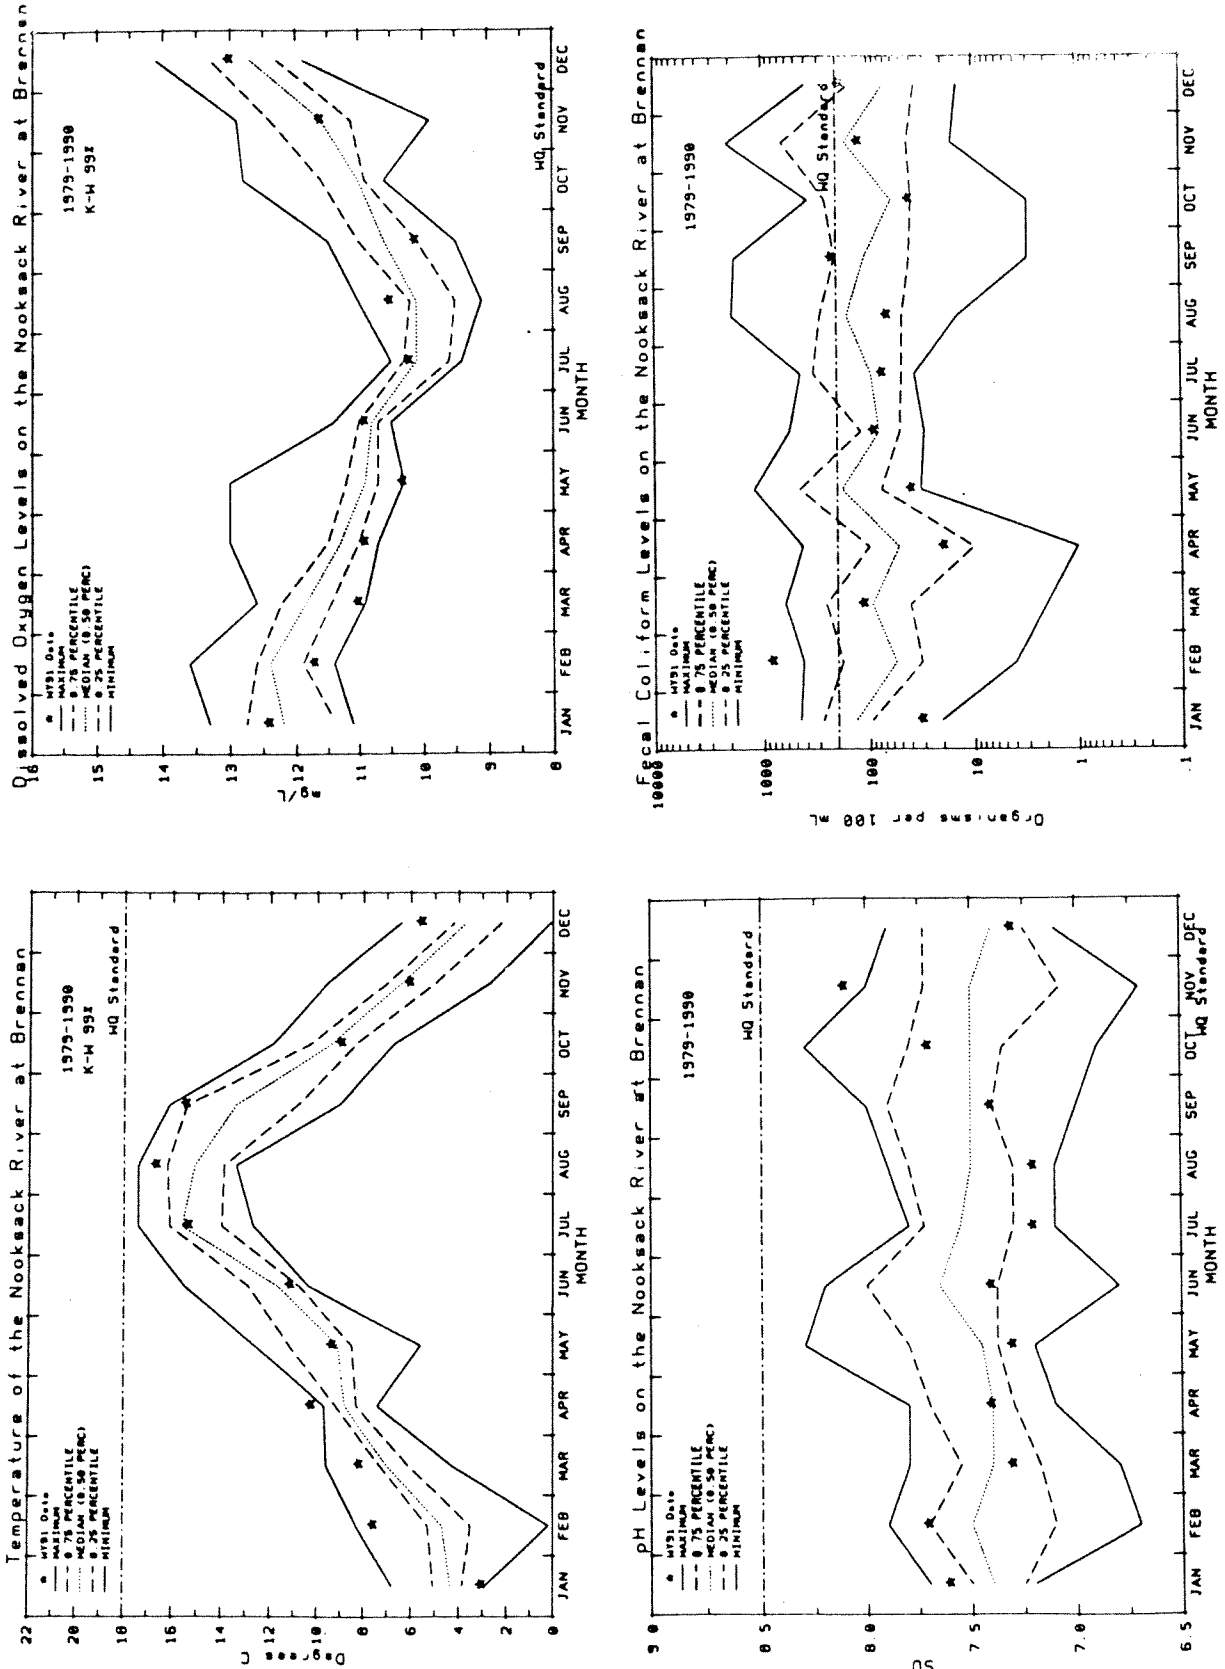 Temperature of the Nooksack River at Brennan
★ WY91 Data
MAXIMUM
0.75 PERCENTILE
MEDIAN (0.50 PERC)
0.25 PERCENTILE
MINIMUM
1979-1990
K-W 99%
WQ Standard
22
20
18
16
14
12
10
8
6
4
2
0
Degrees C
JAN FEB MAR APR MAY JUN JUL AUG SEP OCT NOV DEC
MONTH
Dissolved Oxygen Levels on the Nooksack River at Brennan
★ WY91 Data
MAXIMUM
0.75 PERCENTILE
MEDIAN (0.50 PERC)
0.25 PERCENTILE
MINIMUM
1979-1990
K-W 99%
WQ Standard
16
15
14
13
12
11
10
9
8
mg/L
JAN FEB MAR APR MAY JUN JUL AUG SEP OCT NOV DEC
MONTH
pH Levels on the Nooksack River at Brennan
★ WY91 Data
MAXIMUM
0.75 PERCENTILE
MEDIAN (0.50 PERC)
0.25 PERCENTILE
MINIMUM
1979-1990
WQ Standard
9.0
8.5
8.0
7.5
7.0
6.5
SU
JAN FEB MAR APR MAY JUN JUL AUG SEP OCT NOV DEC
WQ Standard
MONTH
Fecal Coliform Levels on the Nooksack River at Brennan
★ WY91 Data
MAXIMUM
0.75 PERCENTILE
MEDIAN (0.50 PERC)
0.25 PERCENTILE
MINIMUM
1979-1990
WQ Standard
10000
1000
100
10
1
.1
Organisms per 100 mL
JAN FEB MAR APR MAY JUN JUL AUG SEP OCT NOV DEC
MONTH